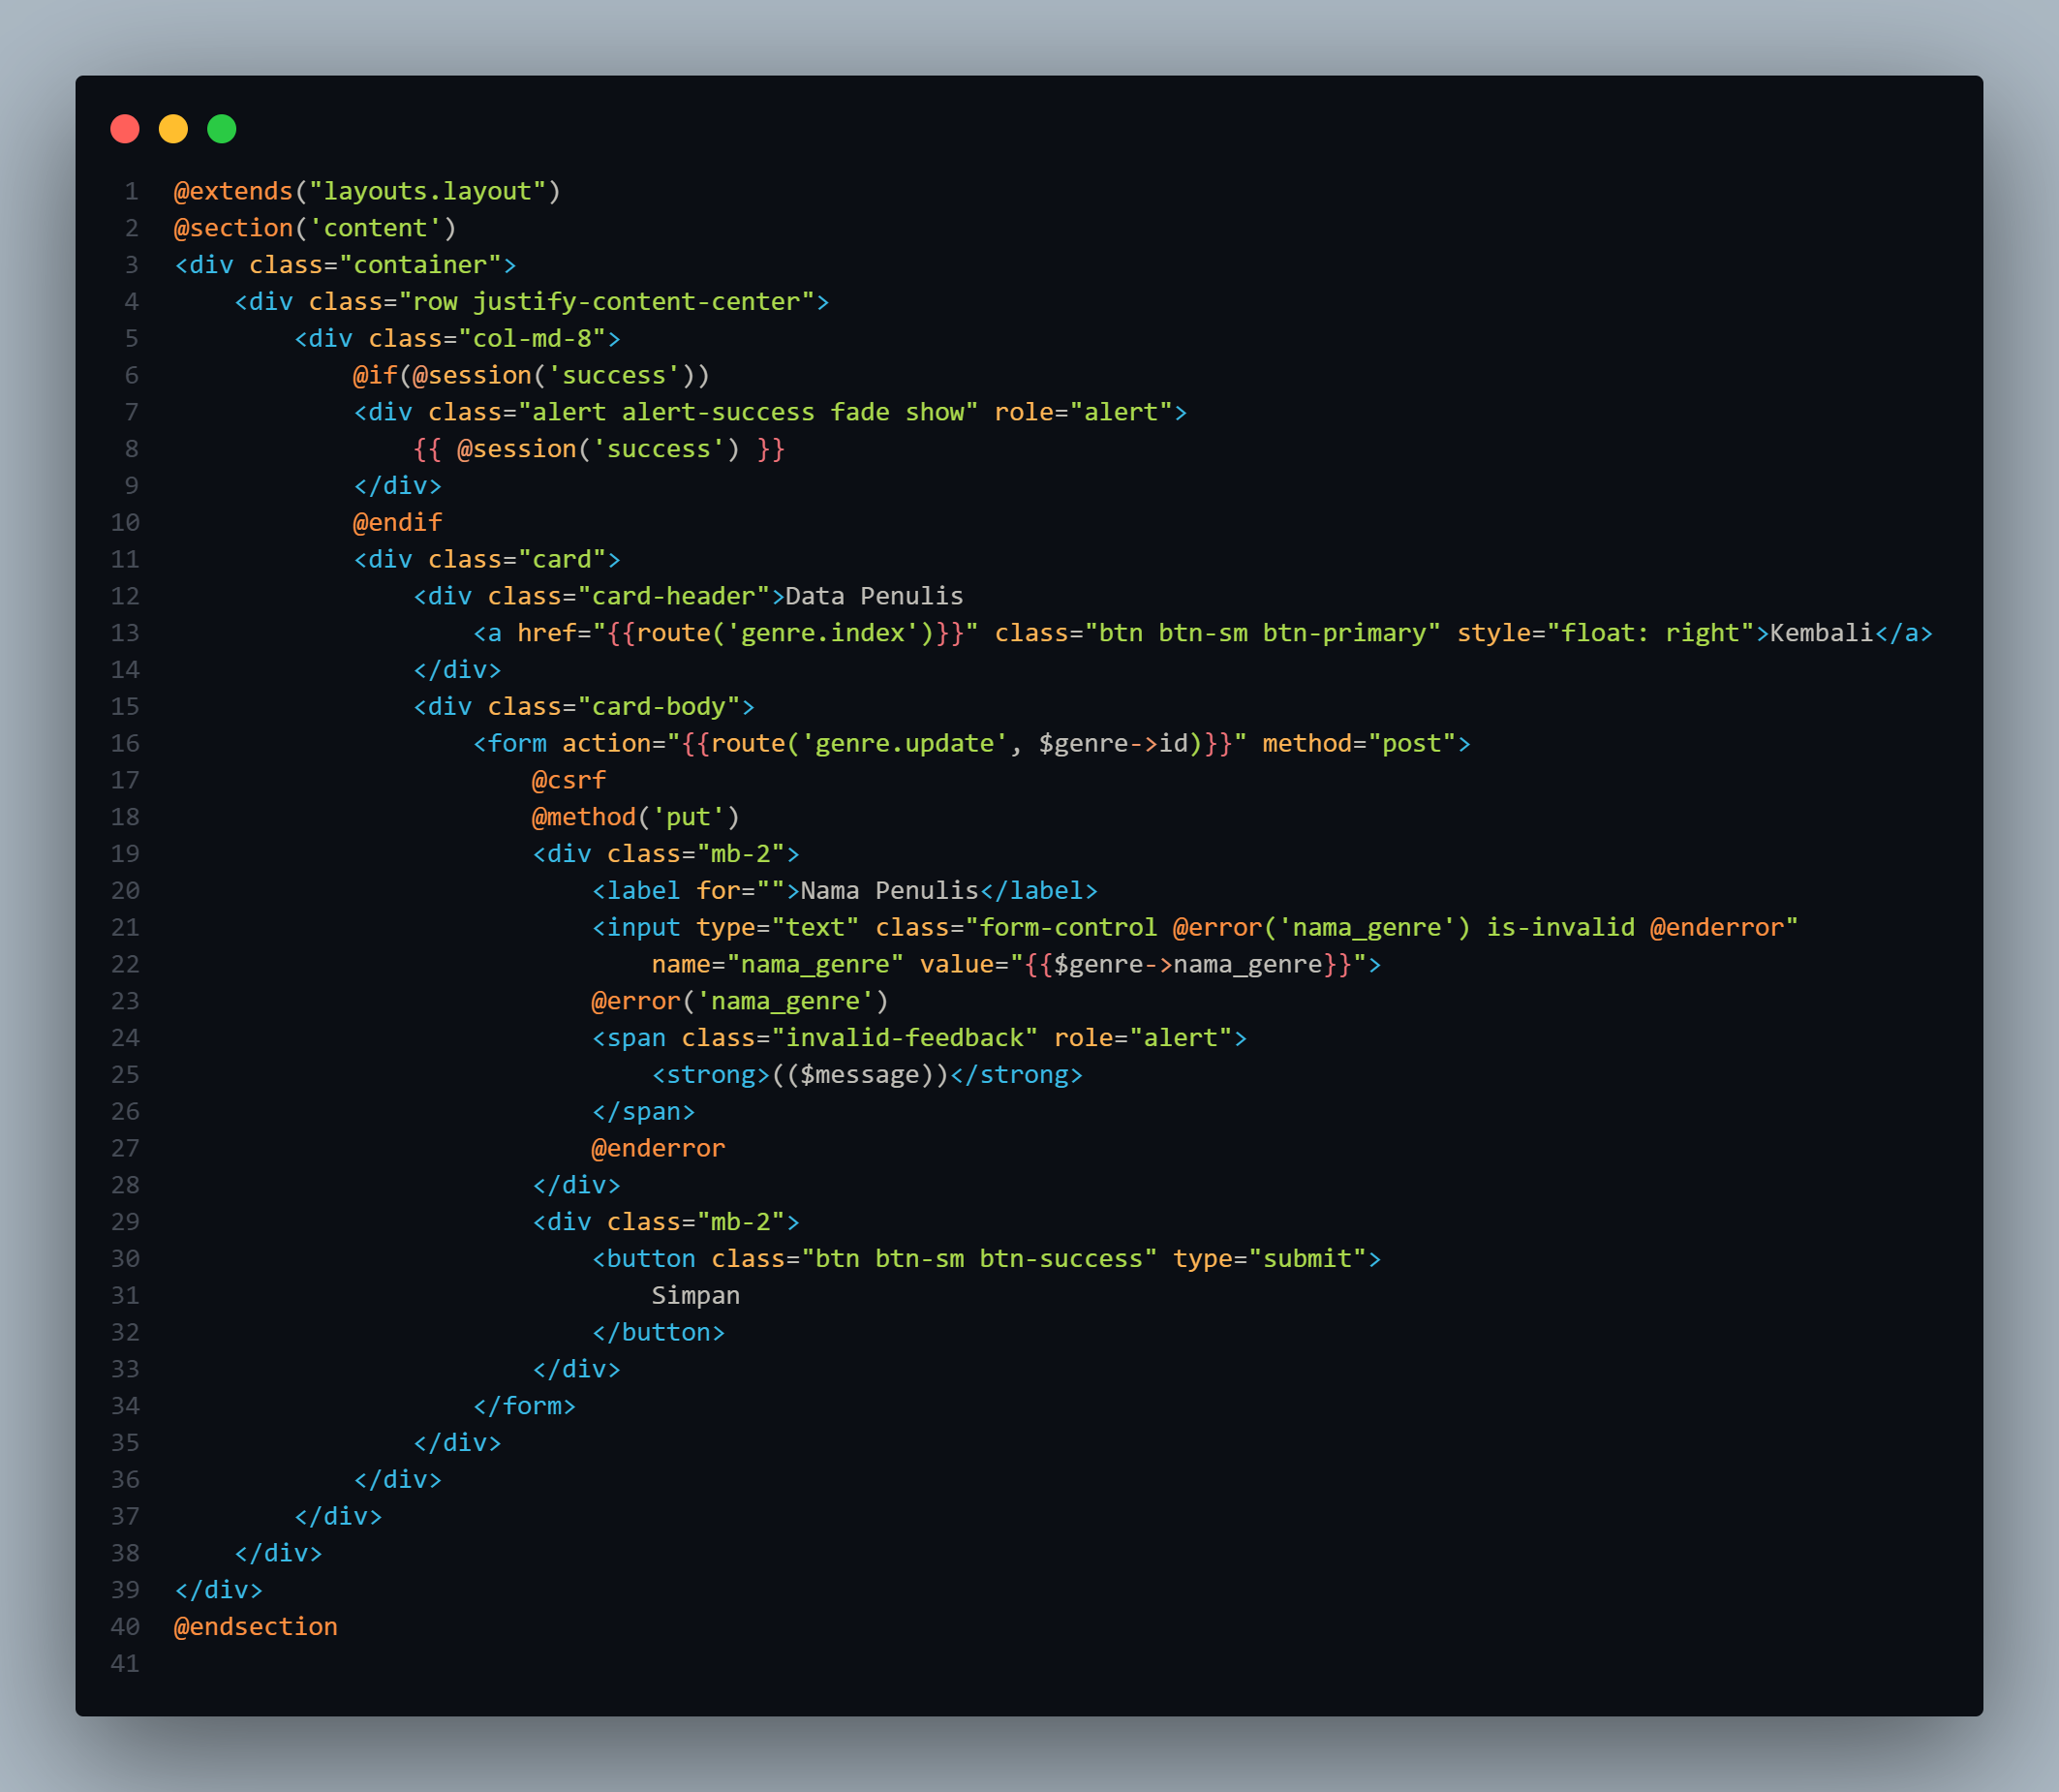 1 @extends("layouts.layout")
2 @section('content')
3 <div class="container">
4     <div class="row justify-content-center">
5         <div class="col-md-8">
6             @if(@session('success'))
7             <div class="alert alert-success fade show" role="alert">
8                 {{ @session('success') }}
9             </div>
10             @endif
11             <div class="card">
12                 <div class="card-header">Data Penulis
13                     <a href="{{route('genre.index')}}" class="btn btn-sm btn-primary" style="float: right">Kembali</a>
14                 </div>
15                 <div class="card-body">
16                     <form action="{{route('genre.update', $genre->id)}}" method="post">
17                         @csrf
18                         @method('put')
19                         <div class="mb-2">
20                             <label for="">Nama Penulis</label>
21                             <input type="text" class="form-control @error('nama_genre') is-invalid @enderror"
22                                 name="nama_genre" value="{{$genre->nama_genre}}">
23                             @error('nama_genre')
24                             <span class="invalid-feedback" role="alert">
25                                 <strong>(($message))</strong>
26                             </span>
27                             @enderror
28                         </div>
29                         <div class="mb-2">
30                             <button class="btn btn-sm btn-success" type="submit">
31                                 Simpan
32                             </button>
33                         </div>
34                     </form>
35                 </div>
36             </div>
37         </div>
38     </div>
39 </div>
40 @endsection
41